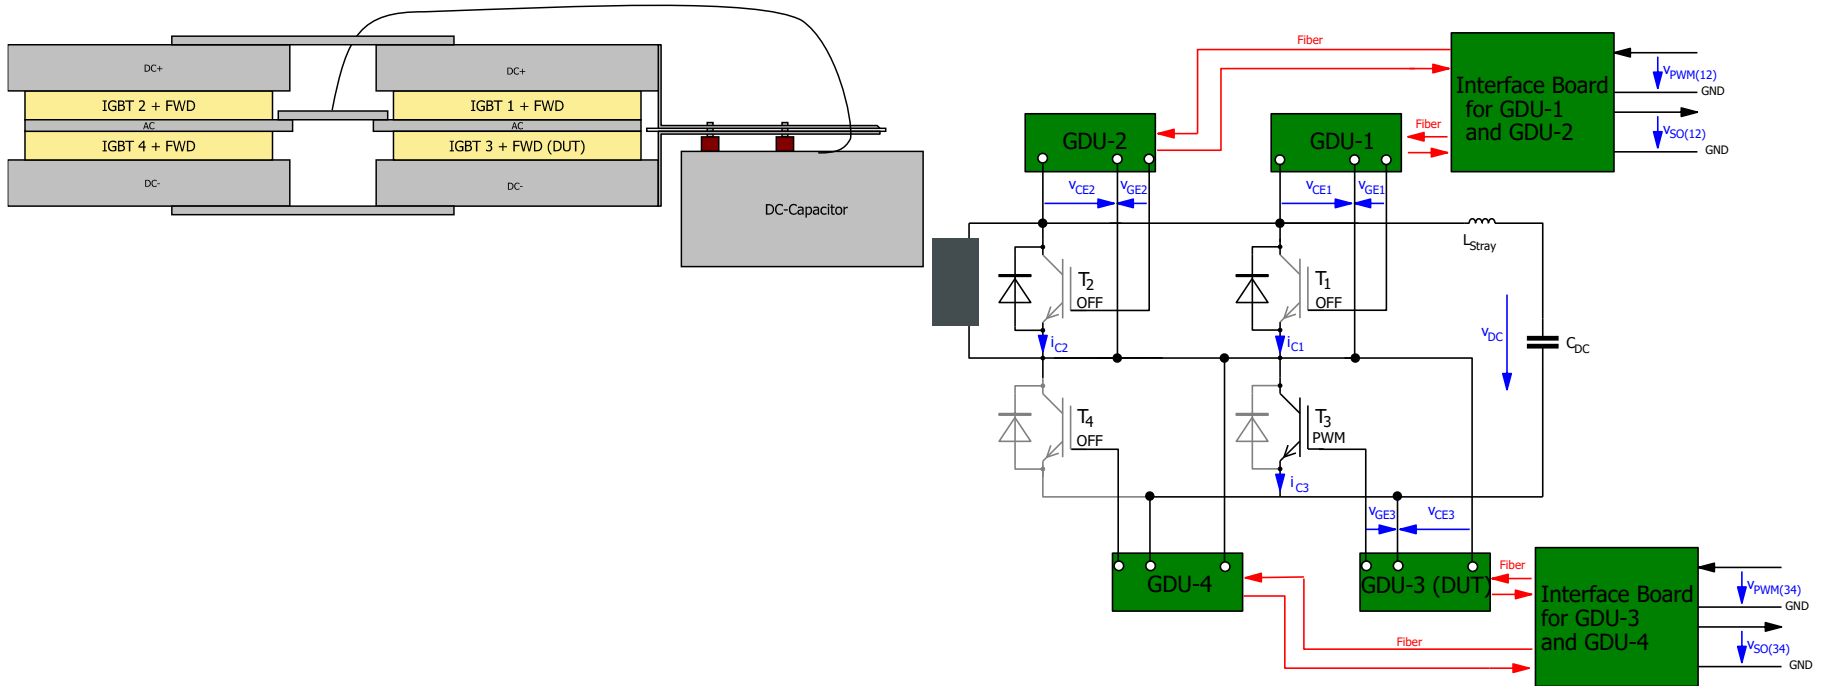 DC+
DC+
IGBT 2 + FWD
IGBT 1 + FWD
AC
AC
IGBT 4 + FWD
IGBT 3 + FWD (DUT)
DC-
DC-
DC-Capacitor
Fiber
Interface Board
for GDU-1
and GDU-2
vPWM(12)
GND
vSO(12)
GND
Fiber
GDU-2
GDU-1
vCE2
vGE2
vCE1
vGE1
LStray
T2
OFF
T1
OFF
vDC
CDC
iC2
iC1
T4
OFF
T3
PWM
iC3
vGE3
vCE3
GDU-4
GDU-3 (DUT)
Fiber
Fiber
Interface Board
for GDU-3
and GDU-4
vPWM(34)
GND
vSO(34)
GND